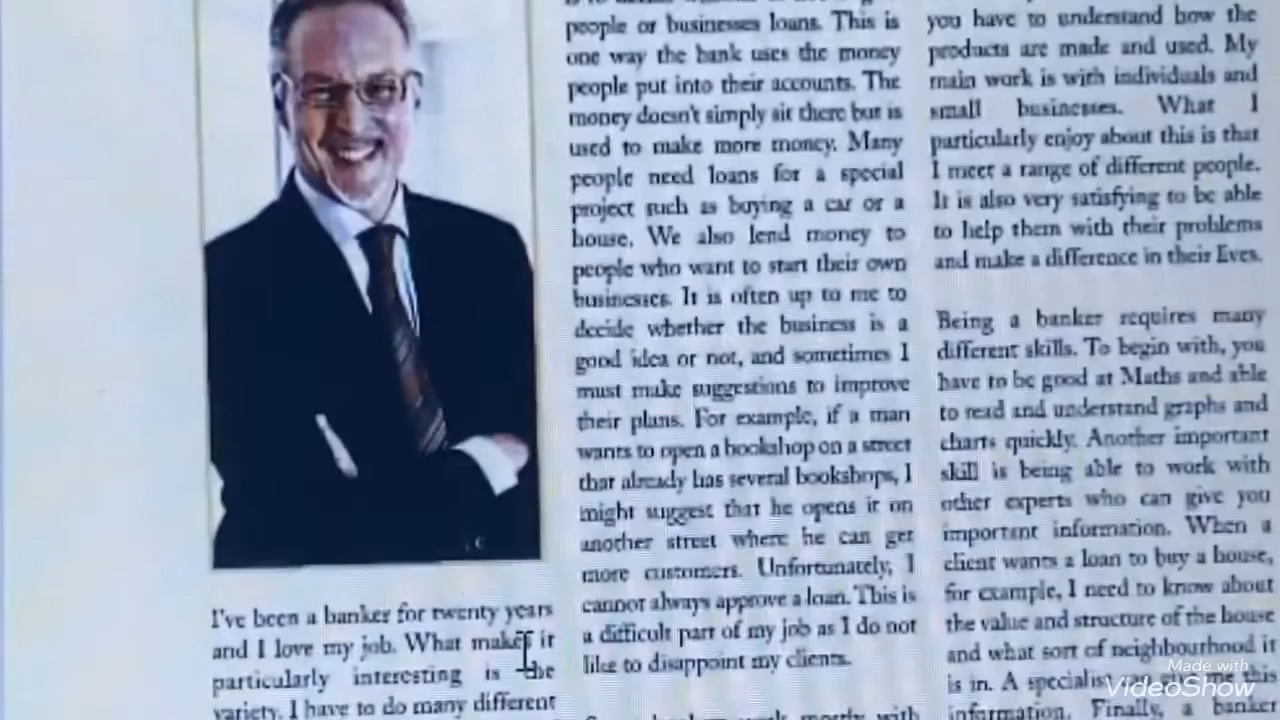 I've been a banker for twenty years
and I love my job. What makes it
particularly interesting is the
variety. I have to do many different
people or businesses loans. This is
one way the bank uses the money
people put into their accounts. The
money doesn't simply sit there but is
used to make more money. Many
people need loans for a special
project such as buying a car or a
house. We also lend money to
people who want to start their own
businesses. It is often up to me to
decide whether the business is a
good idea or not, and sometimes I
must make suggestions to improve
their plans. For example, if a man
wants to open a bookshop on a street
that already has several bookshops, I
might suggest that he opens it on
another street where he can get
more customers. Unfortunately, I
cannot always approve a loan. This is
a difficult part of my job as I do not
like to disappoint my clients.
mostly with
you have to understand how the
products are made and used. My
main work is with individuals and
small businesses. What I
particularly enjoy about this is that
I meet a range of different people.
It is also very satisfying to be able
to help them with their problems
and make a difference in their lives.
Being a banker requires many
different skills. To begin with, you
have to be good at Maths and able
to read and understand graphs and
charts quickly. Another important
skill is being able to work with
other experts who can give you
important information. When a
client wants a loan to buy a house,
for example, I need to know about
the value and structure of the house
and what sort of neighbourhood it
is in. A specialist this
information. Finally, a banker
Made with
VideoShow